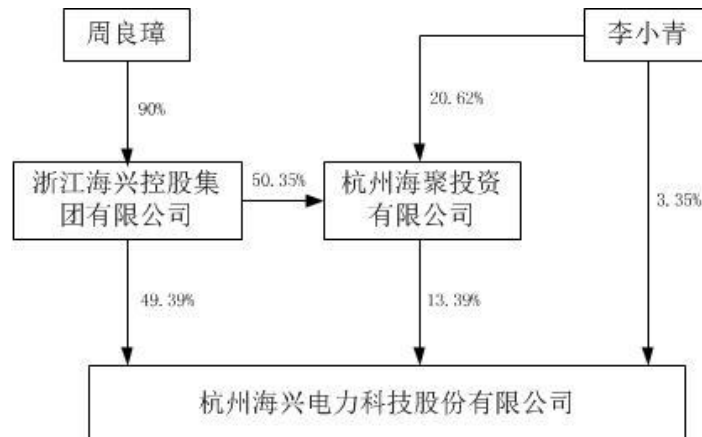 周良璋
李小青
90%
20.62%
浙江海兴控股集
团有限公司
50.35%
杭州海聚投资
有限公司
3.35%
49.39%
13.39%
杭州海兴电力科技股份有限公司